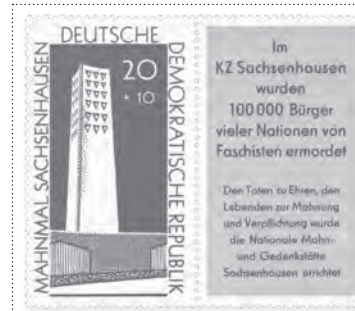 DEUTSCHE
DEMOKRATISCHE REPUBLIK
MAHNMAL SACHSENHAUSEN
20
+ 10
Im
KZ Sachsenhausen
wurden
100 000 Bürger
vieler Nationen von
Faschisten ermordet
Den Toten zu Ehren, den
Lebenden zur Mahnung
und Verpflichtung wurde
die Nationale Mahn-
und Gedenkstätte
Sachsenhausen errichtet